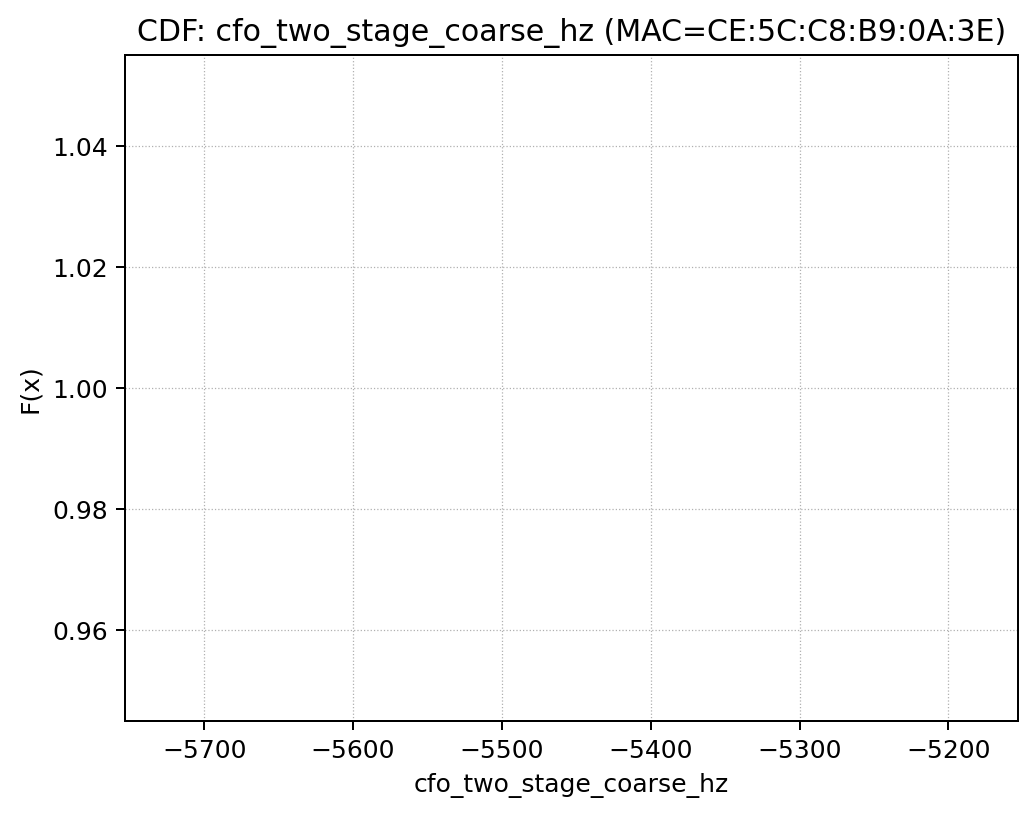 CDF: cfo_two_stage_coarse_hz (MAC=CE:5C:C8:B9:0A:3E)
F(x)
1.04
1.02
1.00
0.98
0.96
−5700 −5600 −5500 −5400 −5300 −5200
cfo_two_stage_coarse_hz